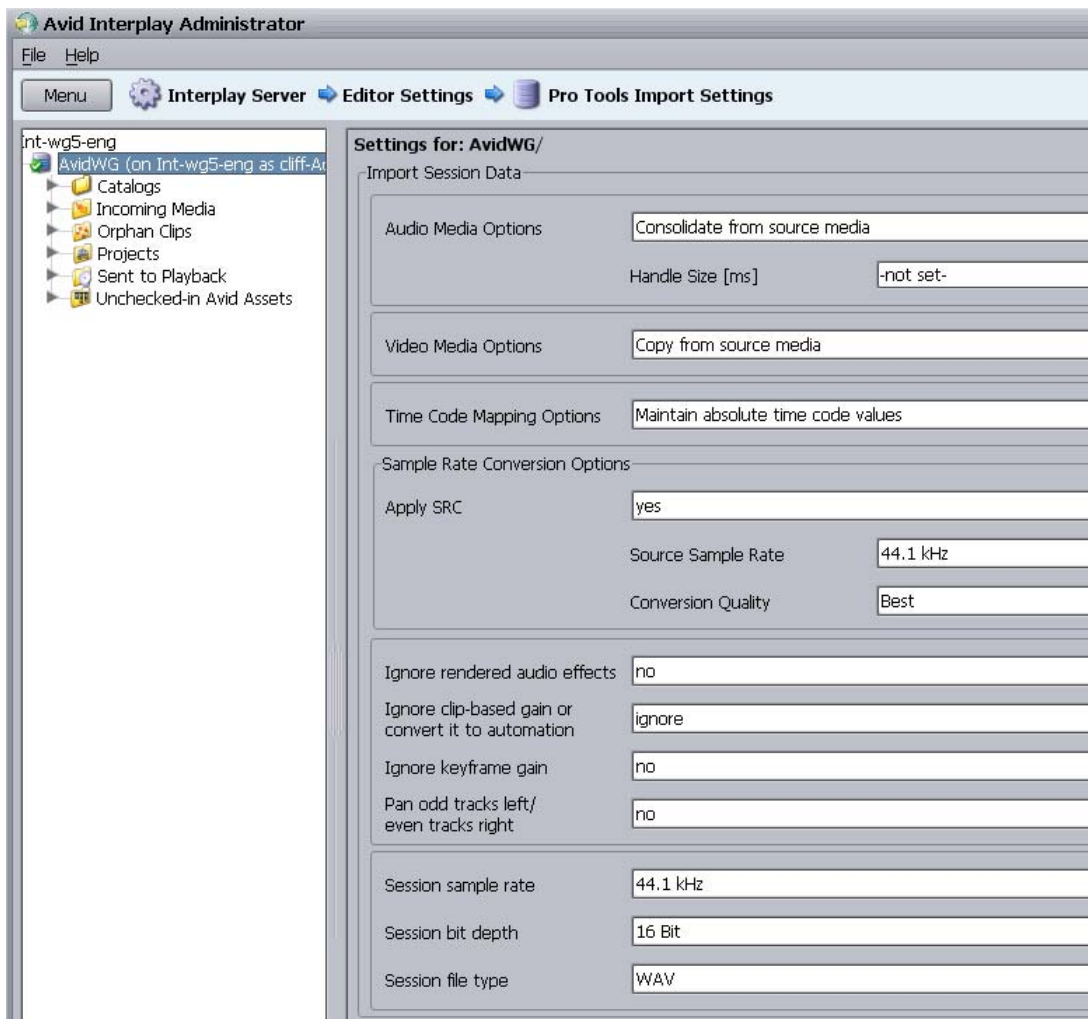 Avid Interplay Administrator
File Help
Menu Interplay Server Editor Settings Pro Tools Import Settings
Int-wg5-eng
AvidWG (on Int-wg5-eng as cliff-A
Catalogs
Incoming Media
Orphan Clips
Projects
Sent to Playback
Unchecked-in Avid Assets
Settings for: AvidWG/
Import Session Data
Audio Media Options Consolidate from source media
Handle Size [ms] -not set-
Video Media Options Copy from source media
Time Code Mapping Options Maintain absolute time code values
Sample Rate Conversion Options
Apply SRC yes
Source Sample Rate 44.1 kHz
Conversion Quality Best
Ignore rendered audio effects no
Ignore clip-based gain or
convert it to automation ignore
Ignore keyframe gain no
Pan odd tracks left/
even tracks right no
Session sample rate 44.1 kHz
Session bit depth 16 Bit
Session file type WAV